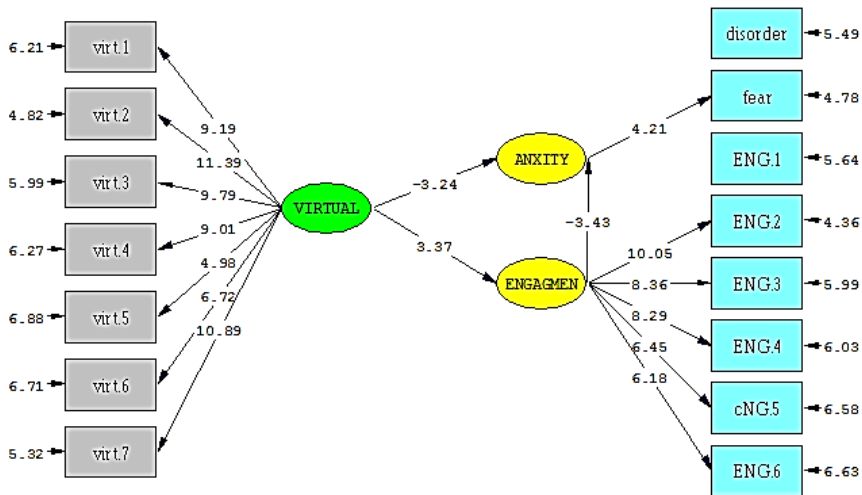 6.21 virt.1
4.82 virt.2
5.99 virt.3
6.27 virt.4
6.88 virt.5
6.71 virt.6
5.32 virt.7
9.19
11.39
9.79
9.01
4.98
6.72
10.89
VIRTUAL
-3.24
3.37
ANXITY
-3.43
ENGAGMEN
4.21
10.05
8.36
8.29
6.45
6.18
disorder 5.49
fear 4.78
ENG.1 5.64
ENG.2 4.36
ENG.3 5.99
ENG.4 6.03
cNG.5 6.58
ENG.6 6.63